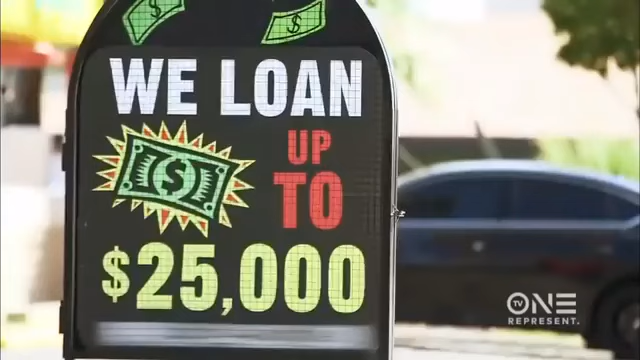 WE LOAN
UP
TO
$25,000
TV ONE
REPRESENT.